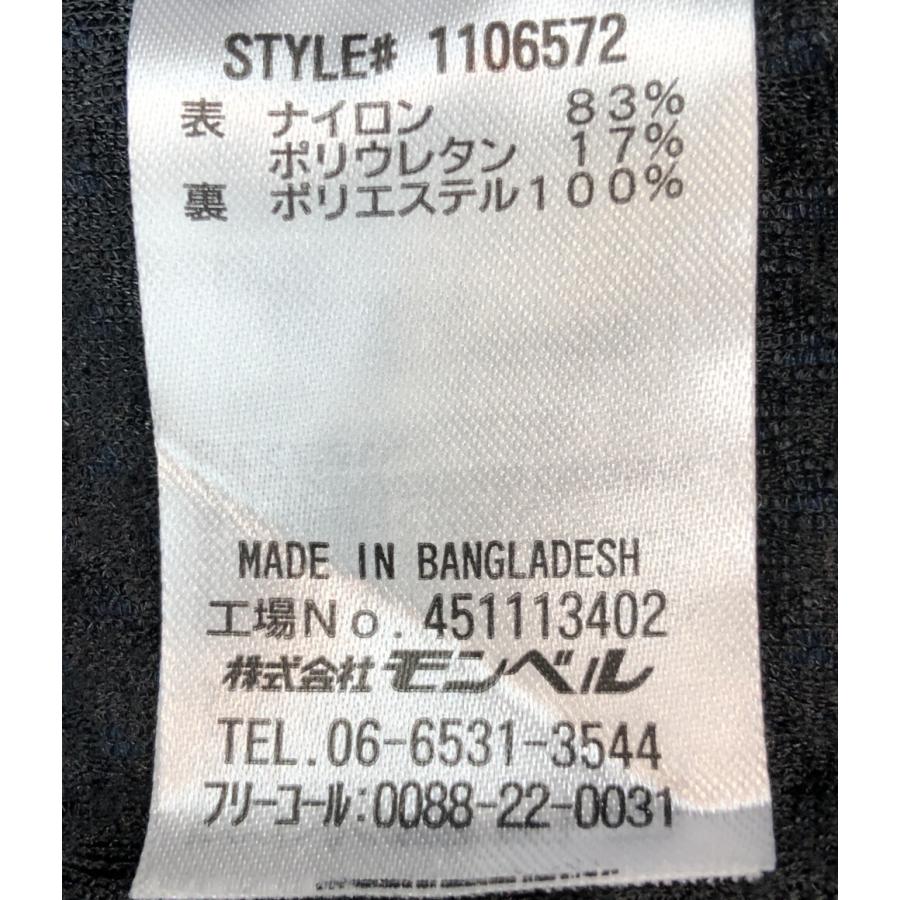 STYLE# 1106572
表 ナイロン 83%
ポリウレタン 17%
裏 ポリエステル100%
MADE IN BANGLADESH
工場No. 451113402
株式会社モンベル
TEL.06-6531-3544
フリーコール:0088-22-0031